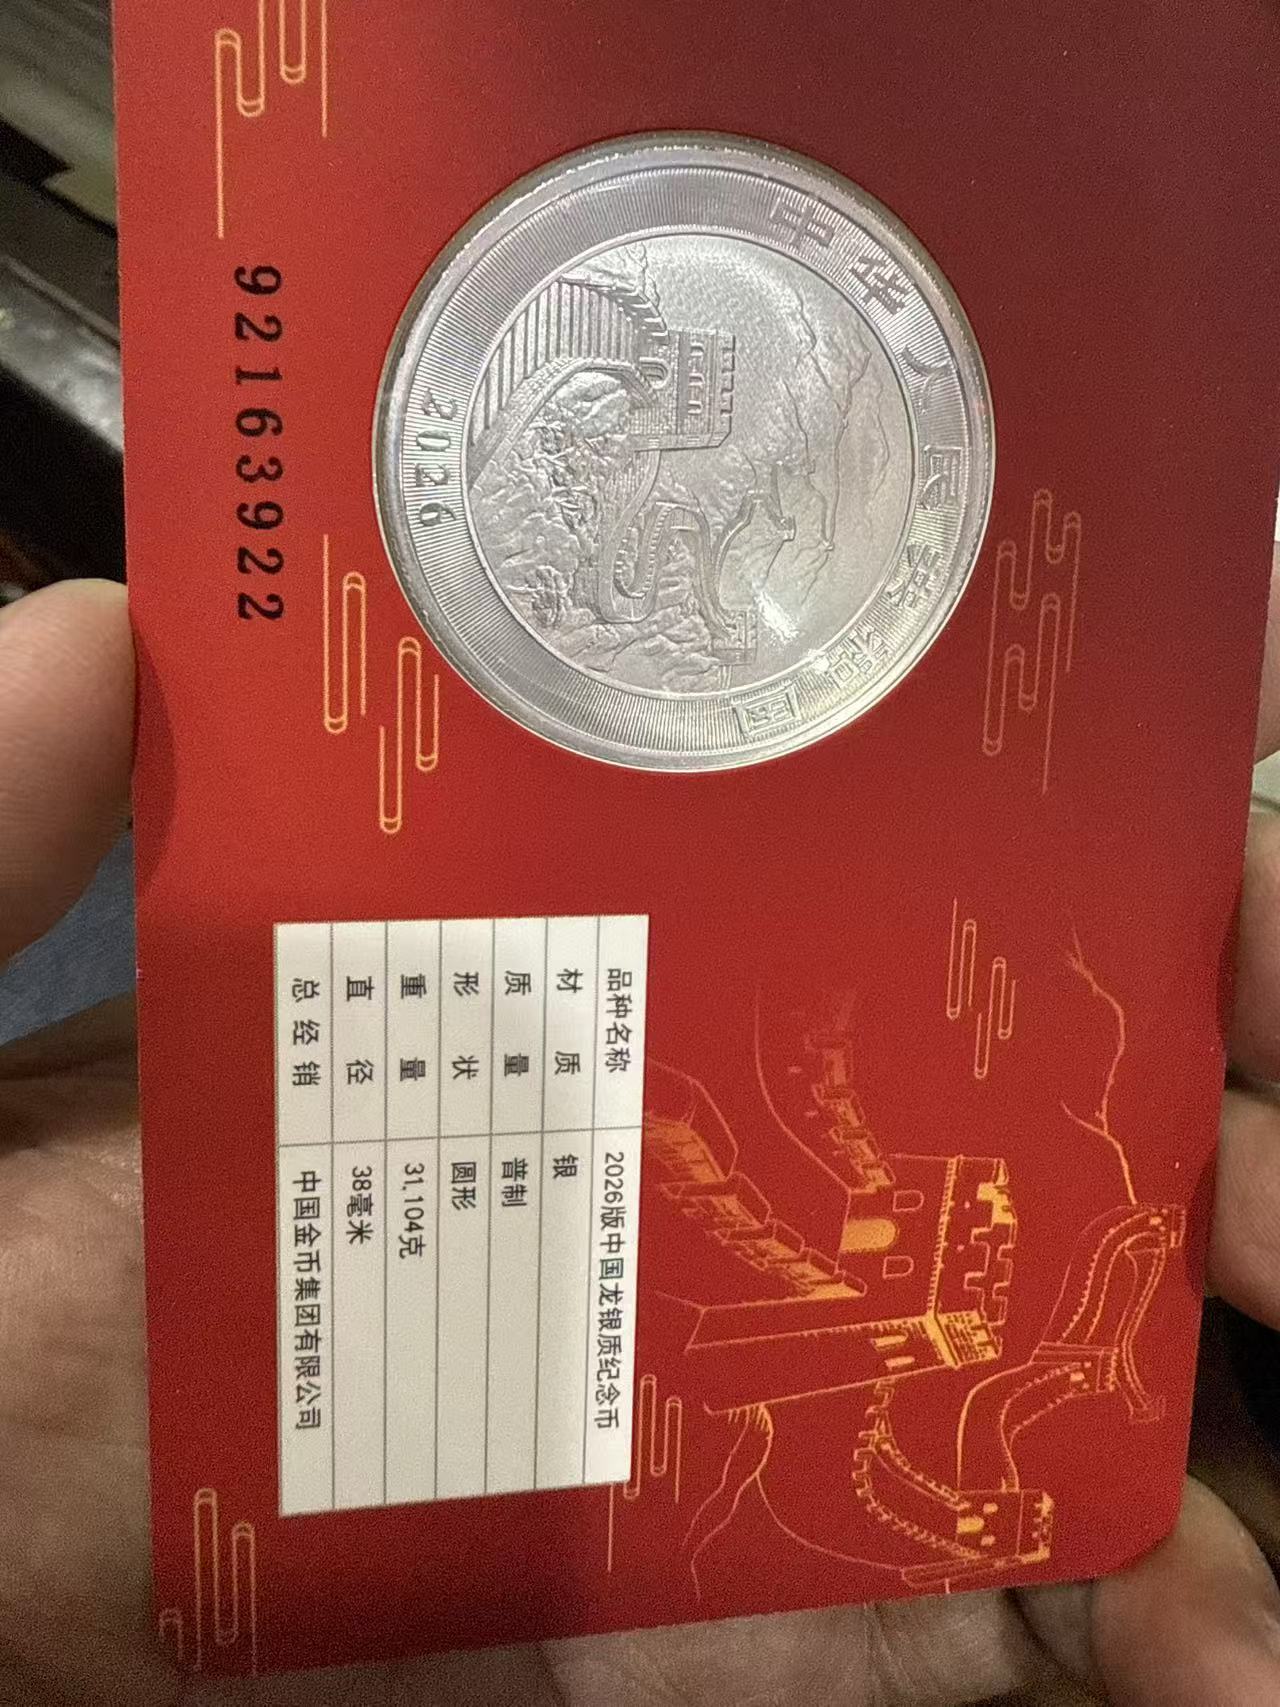 中华人民共和国
2026
92163922
品种名称 2026版中国龙银质纪念币
材质 银
质量 普制
形状 圆形
重量 31.104克
直径 38毫米
总经销 中国金币集团有限公司